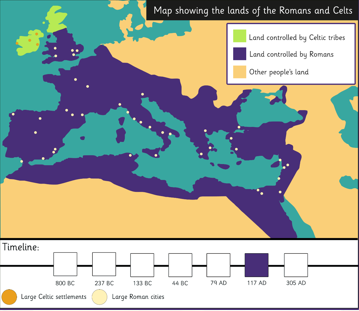 Map showing the lands of the Romans and Celts
Land controlled by Celtic tribes
Land controlled by Romans
Other people's land
Timeline:
800 BC 237 BC 133 BC 44 BC 79 AD 117 AD 305 AD
Large Celtic settlements Large Roman cities